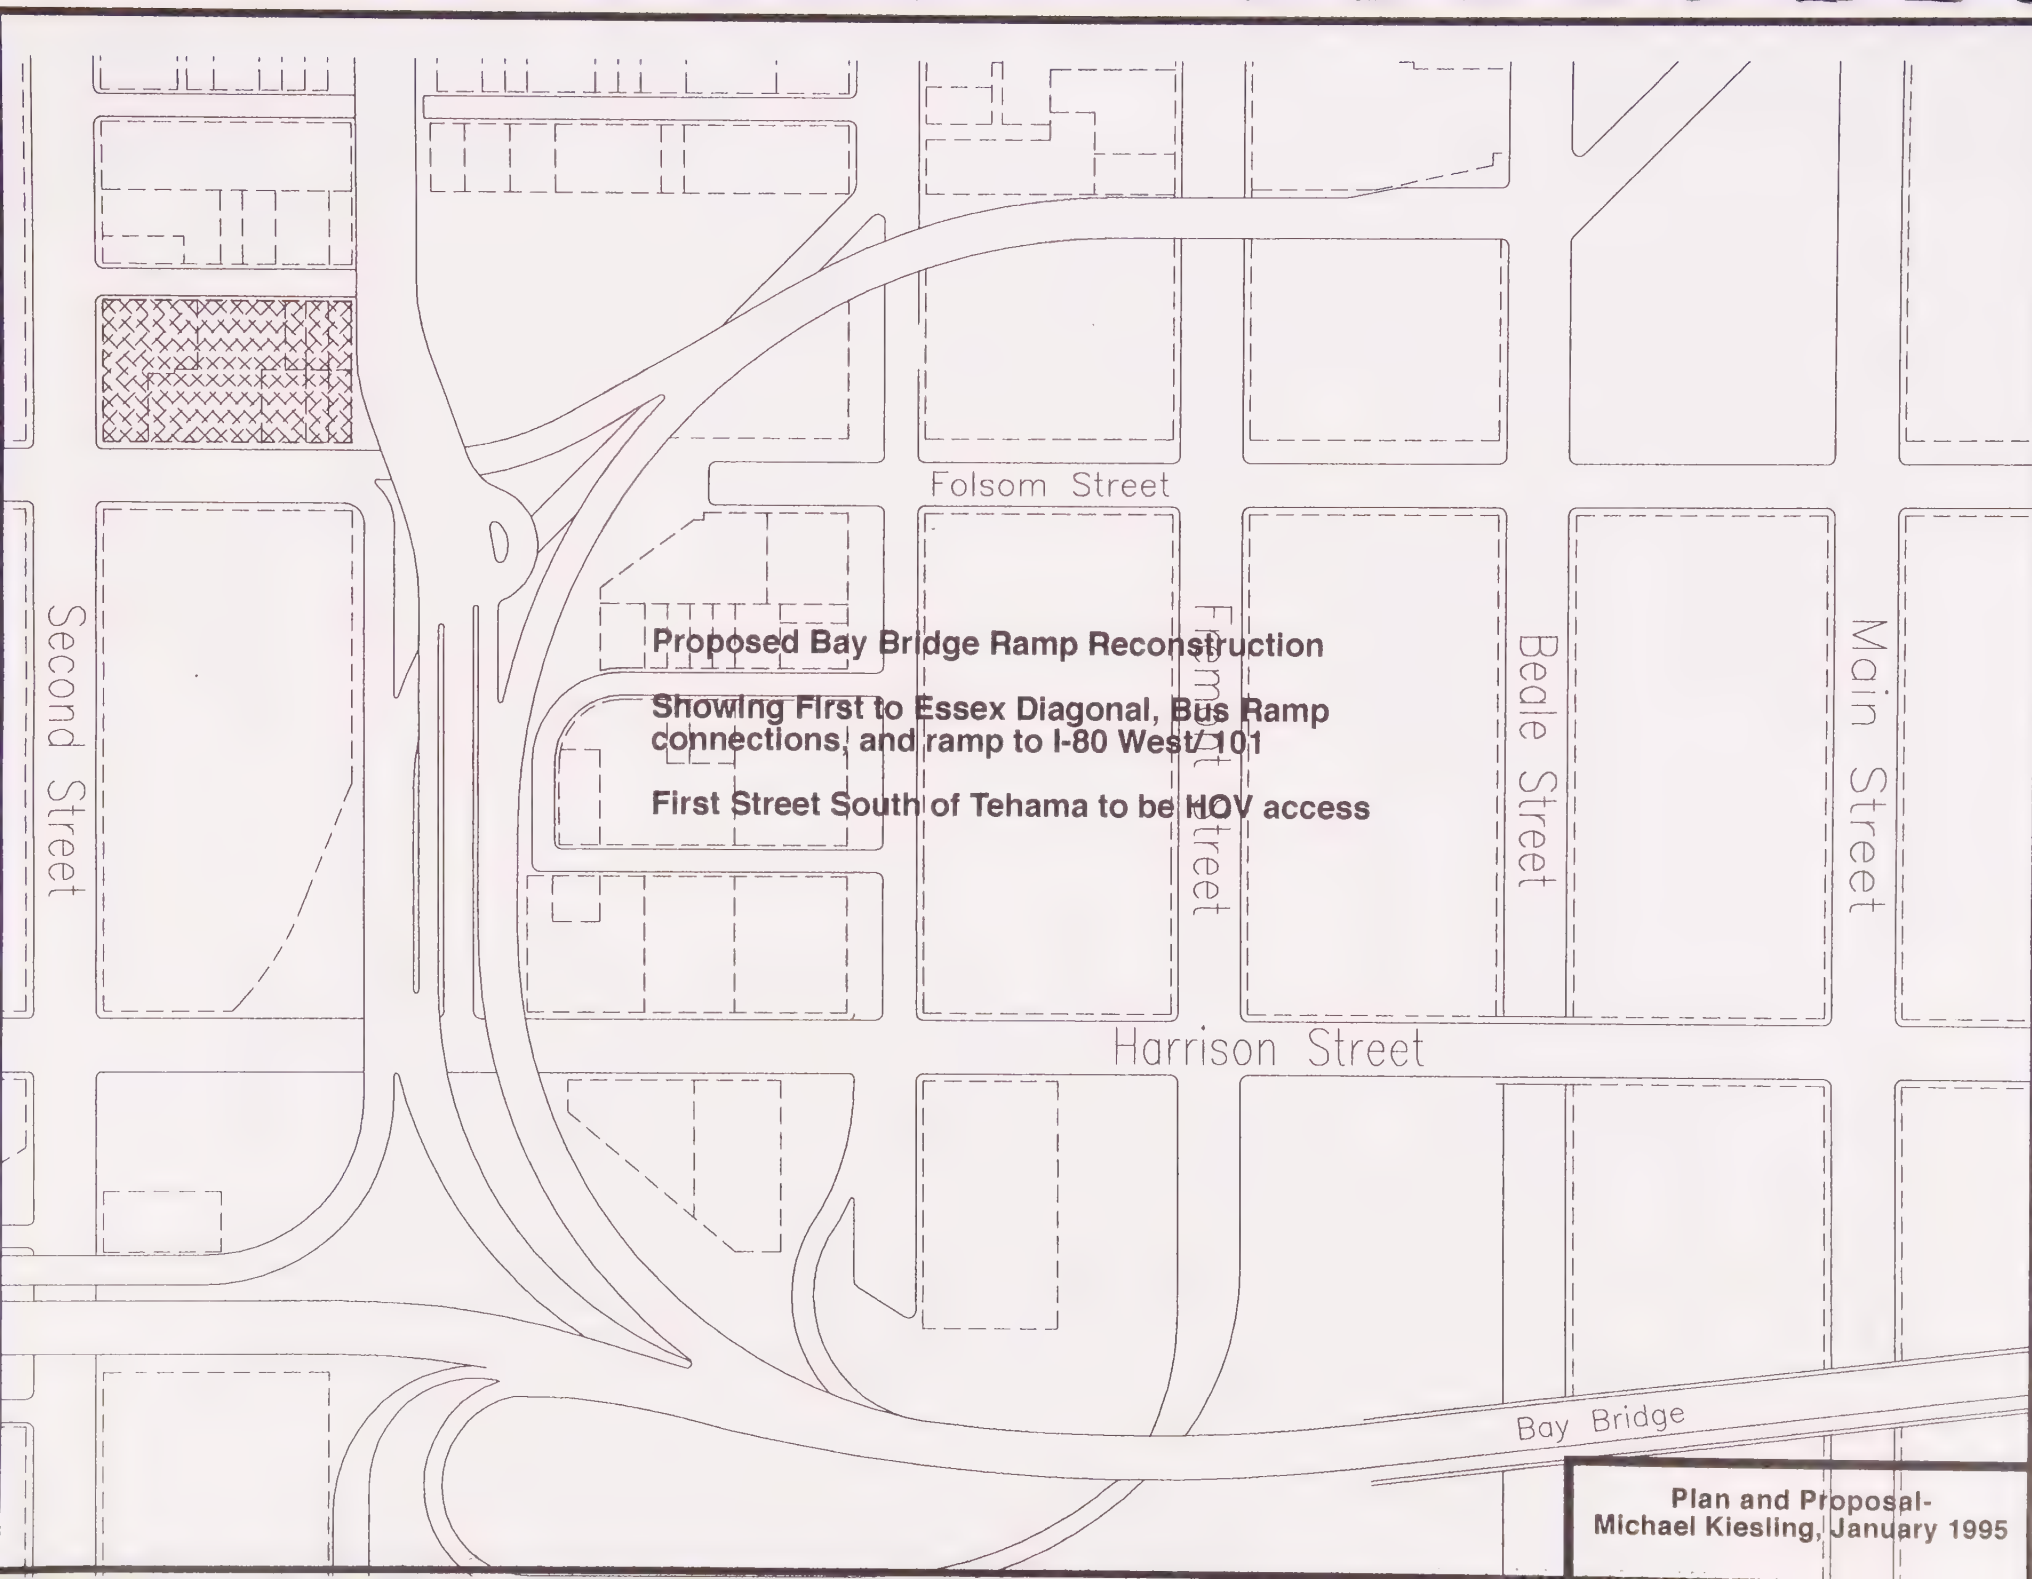 Folsom Street
Second Street
Proposed Bay Bridge Ramp Reconstruction
Showing First to Essex Diagonal, Bus Ramp
connections, and ramp to I-80 West/101
First Street South of Tehama to be HOV access
Fremont Street
Beale Street
Main Street
Harrison Street
Bay Bridge
Plan and Proposal-
Michael Kiesling, January 1995